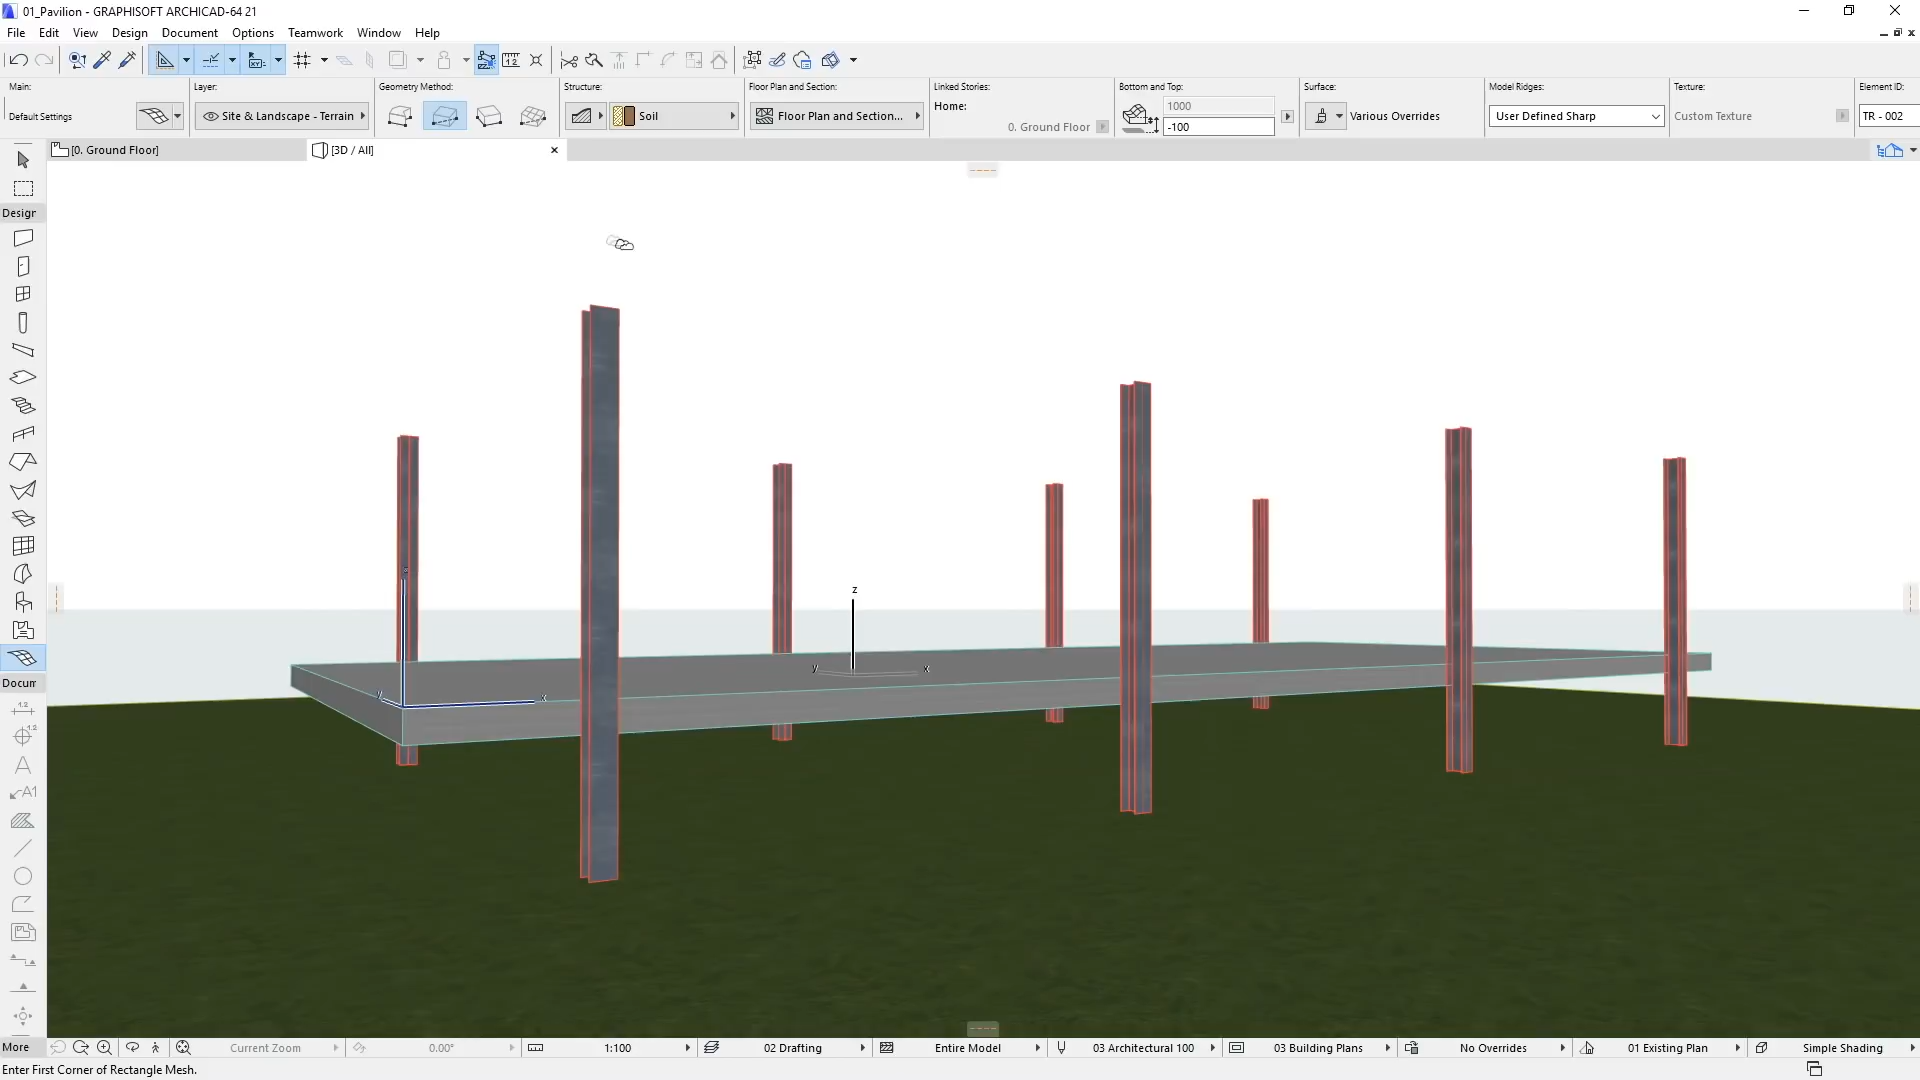 01_Pavilion - GRAPHISOFT ARCHICAD-64 21
File Edit View Design Document Options Teamwork Window Help
Main: Layer: Geometry Method: Structure: Floor Plan and Section: Linked Stories: Bottom and Top: Surface: Model Ridges: Texture: Element ID:
Home: 1000
Default Settings Site & Landscape - Terrain Soil Floor Plan and Section... Various Overrides User Defined Sharp Custom Texture TR - 002
0. Ground Floor -100
[0. Ground Floor] [3D / All]
Design
z
y x
z
y x
Docum
1.2
1.2
A
A1
More Current Zoom 0.00° 1:100 02 Drafting Entire Model 03 Architectural 100 03 Building Plans No Overrides 01 Existing Plan Simple Shading
Enter First Corner of Rectangle Mesh.